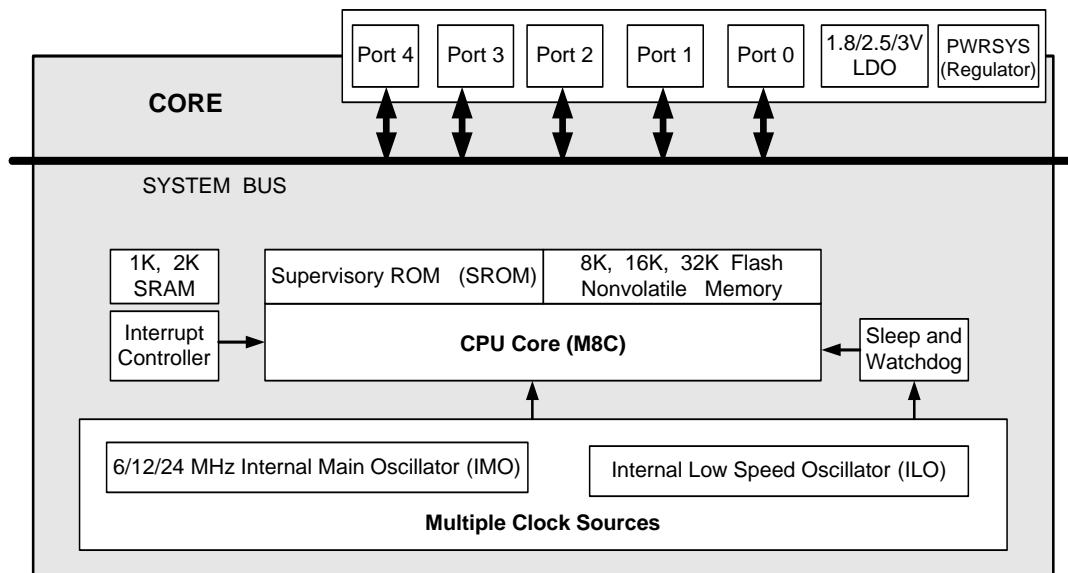 Port 4
Port 3
Port 2
Port 1
Port 0
1.8/2.5/3V
LDO
PWRSYS
(Regulator)
CORE
SYSTEM BUS
1K, 2K
SRAM
Supervisory ROM (SROM)
8K, 16K, 32K Flash
Nonvolatile Memory
Interrupt
Controller
CPU Core (M8C)
Sleep and
Watchdog
6/12/24 MHz Internal Main Oscillator (IMO)
Internal Low Speed Oscillator (ILO)
Multiple Clock Sources